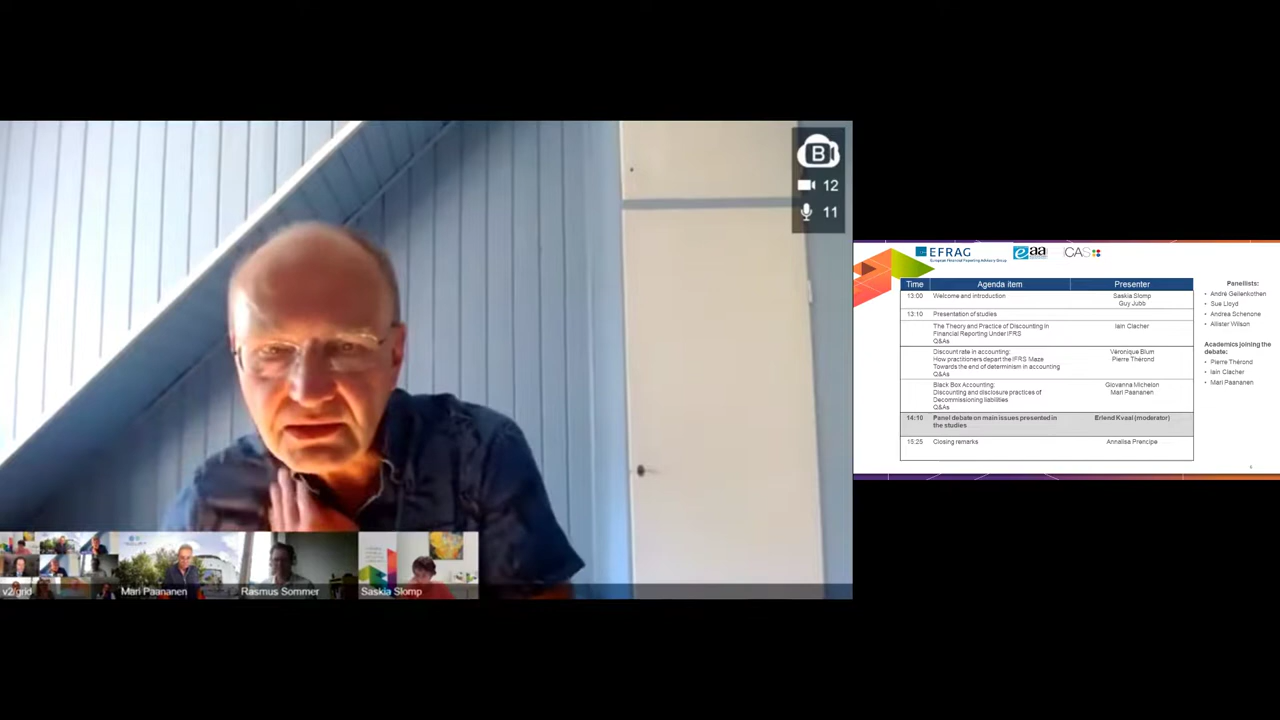 B
12
11
v2/grid
Mari Paananen
Rasmus Sommer
Saskia Slomp
EFRAG
European Financial Reporting Advisory Group
eaa
ICAS
Time Agenda item Presenter
13:00 Welcome and introduction Saskia Slomp
Guy Jubb
13:10 Presentation of studies
The Theory and Practice of Discounting in Iain Clacher
Financial Reporting Under IFRS
Q&As
Discount rate in accounting: Véronique Blum
How practitioners depart the IFRS Maze Pierre Thérond
Towards the end of determinism in accounting
Q&As
Black Box Accounting: Giovanna Michelon
Discounting and disclosure practices of Mari Paananen
Decommissioning liabilities
Q&As
14:10 Panel debate on main issues presented in Erlend Kvaal (moderator)
the studies
15:25 Closing remarks Annalisa Prencipe
Panellists:
• André Geilenkothen
• Sue Lloyd
• Andrea Schenone
• Allister Wilson
Academics joining the
debate:
• Pierre Thérond
• Iain Clacher
• Mari Paananen